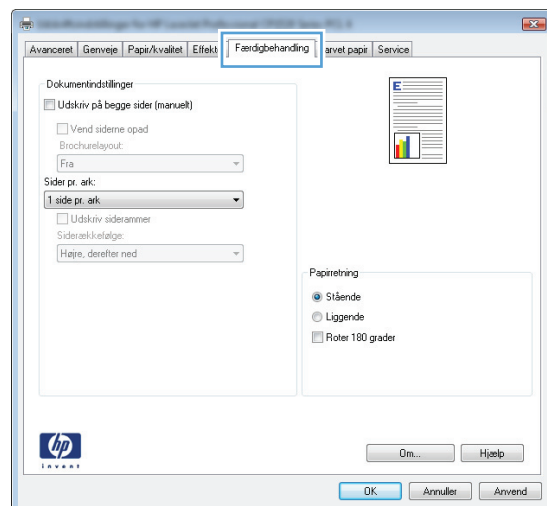 Avanceret Genveje Papir/kvalitet Effekt Færdigbehandling arvet papir Service
Dokumentindstillinger
Udskriv på begge sider (manuelt)
Vend siderne opad
Brochurelayout:
Fra
Sider pr. ark:
1 side pr. ark
Udskriv siderammer
Siderækkefølge:
Højre, derefter ned
E
Papirretning
Stående
Liggende
Roter 180 grader
hp
invent
Om... Hjælp
OK Annuller Anvend